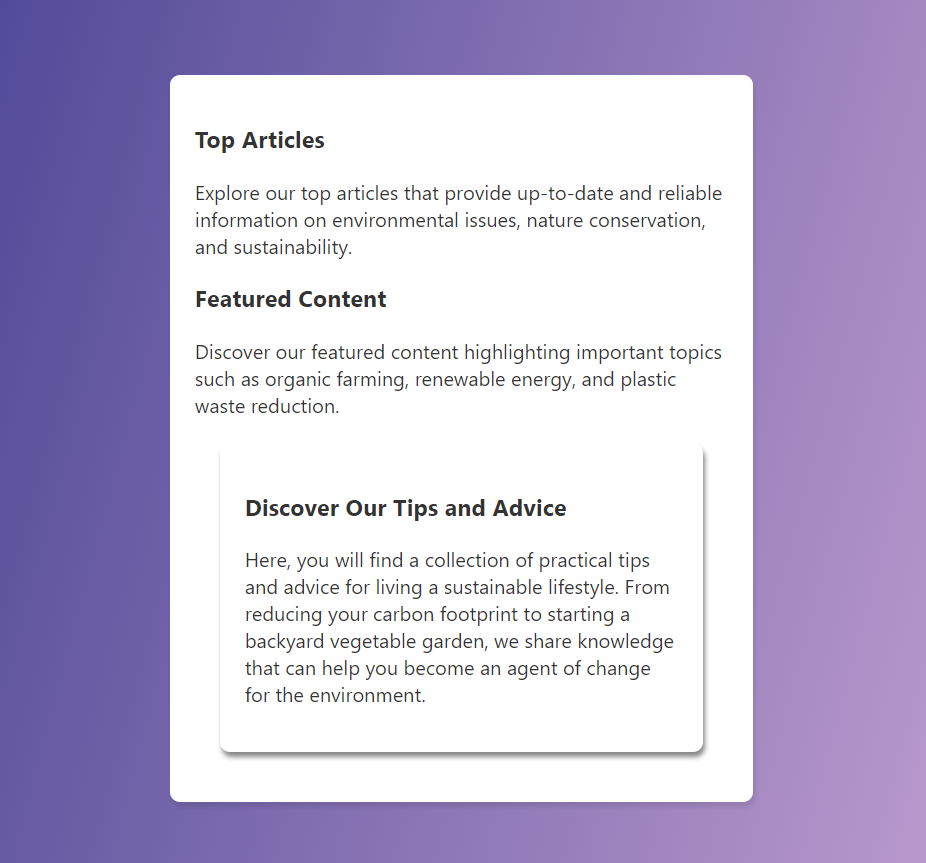 Top Articles
Explore our top articles that provide up-to-date and reliable
information on environmental issues, nature conservation,
and sustainability.
Featured Content
Discover our featured content highlighting important topics
such as organic farming, renewable energy, and plastic
waste reduction.
Discover Our Tips and Advice
Here, you will find a collection of practical tips
and advice for living a sustainable lifestyle. From
reducing your carbon footprint to starting a
backyard vegetable garden, we share knowledge
that can help you become an agent of change
for the environment.